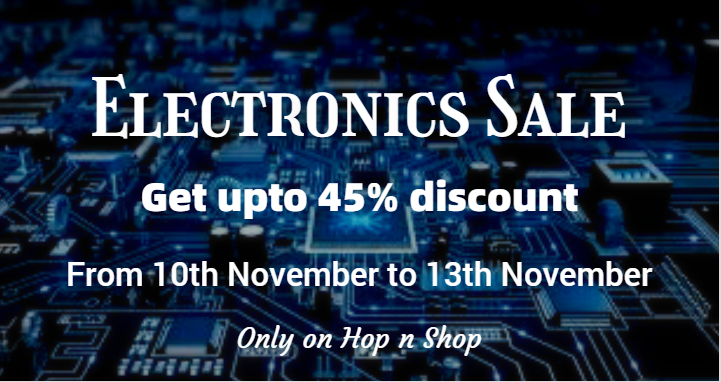 Electronics Sale
Get upto 45% discount
From 10th November to 13th November
Only on Hop n Shop